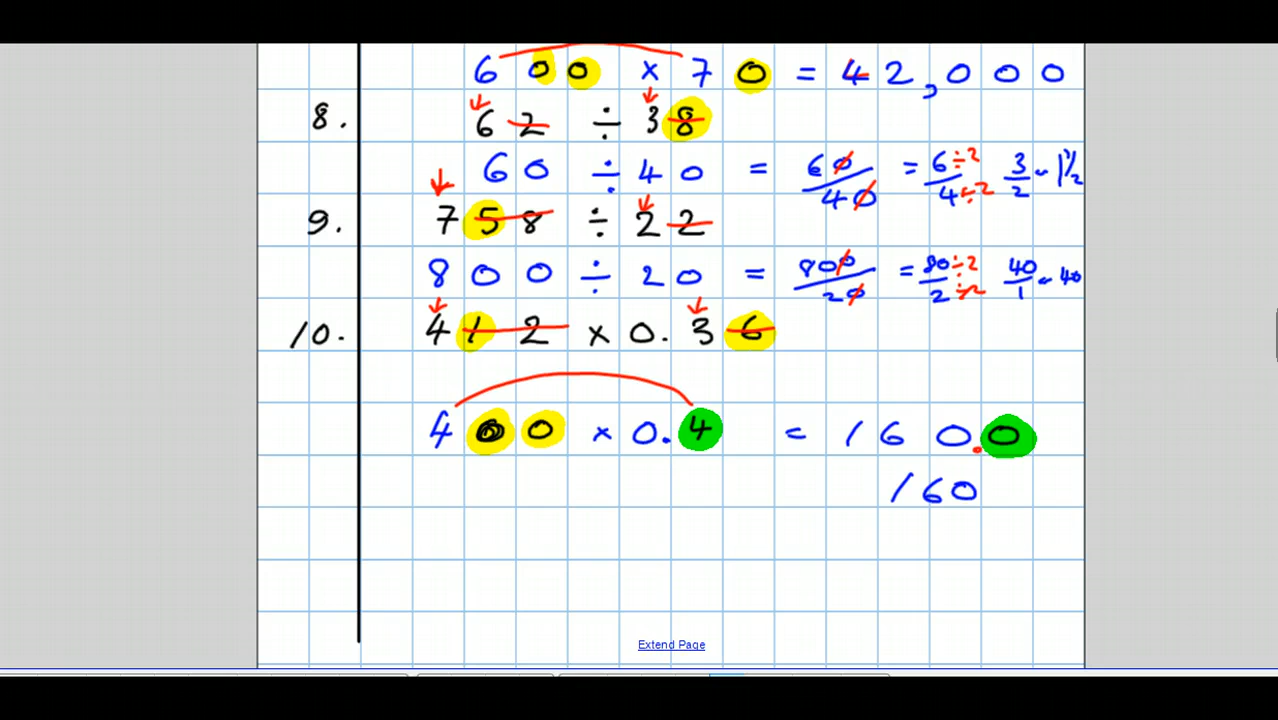 600 x 70 = 42,000
8. 62 ÷ 38
60 ÷ 40 = 60/40 = 6÷2/4÷2 3/2 = 1 1/2
9. 758 ÷ 22
800 ÷ 20 = 800/20 = 80÷2/2÷2 40/1 = 40
10. 412 x 0.36
400 x 0.4 = 160.0
160
Extend Page